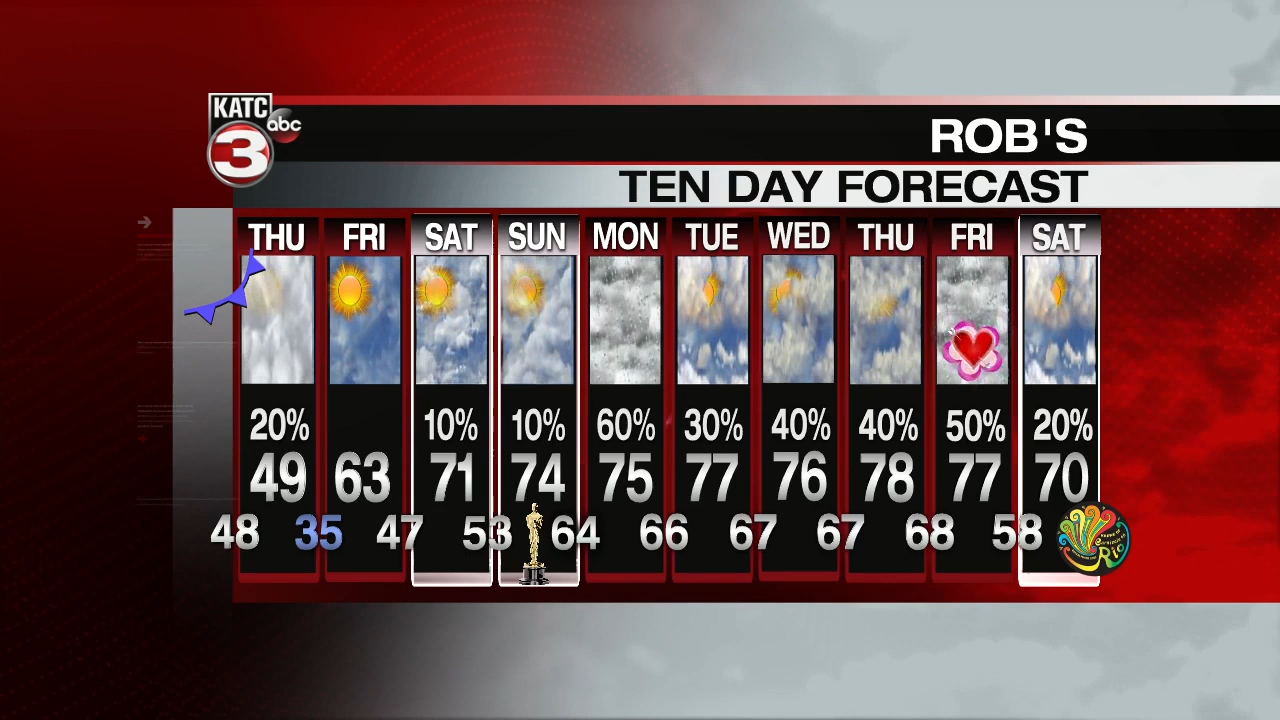 KATC
abc
3
ROB'S
TEN DAY FORECAST
THU FRI SAT SUN MON TUE WED THU FRI SAT
20% 10% 10% 60% 30% 40% 40% 50% 20%
49 63 71 74 75 77 76 78 77 70
48 35 47 53 64 66 67 67 68 58
Rio